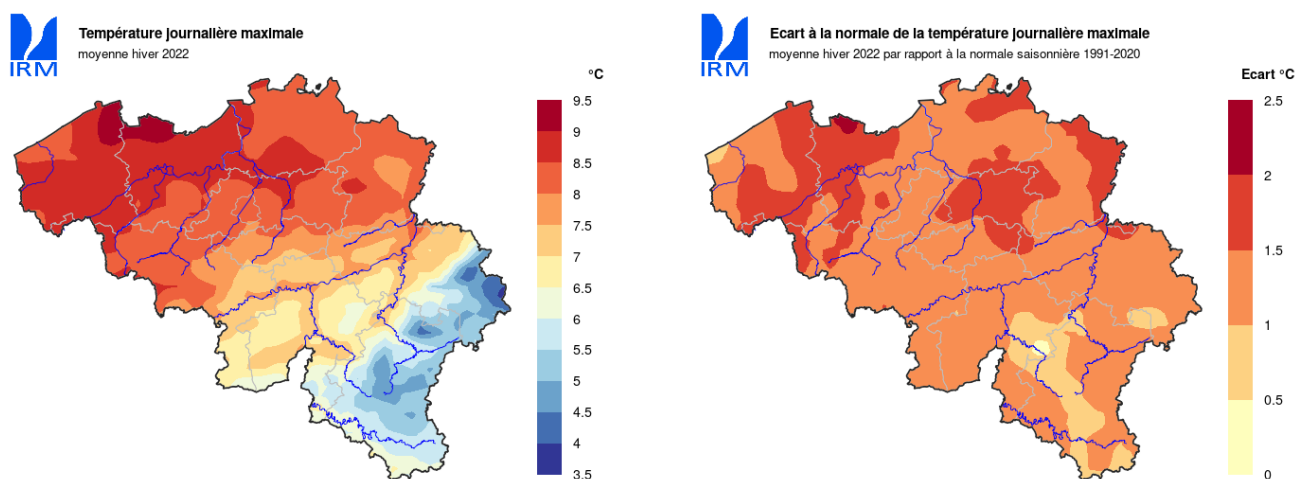 IRM
Température journalière maximale
moyenne hiver 2022
°C
9.5
9
8.5
8
7.5
7
6.5
6
5.5
5
4.5
4
3.5
IRM
Ecart à la normale de la température journalière maximale
moyenne hiver 2022 par rapport à la normale saisonnière 1991-2020
Ecart °C
2.5
2
1.5
1
0.5
0